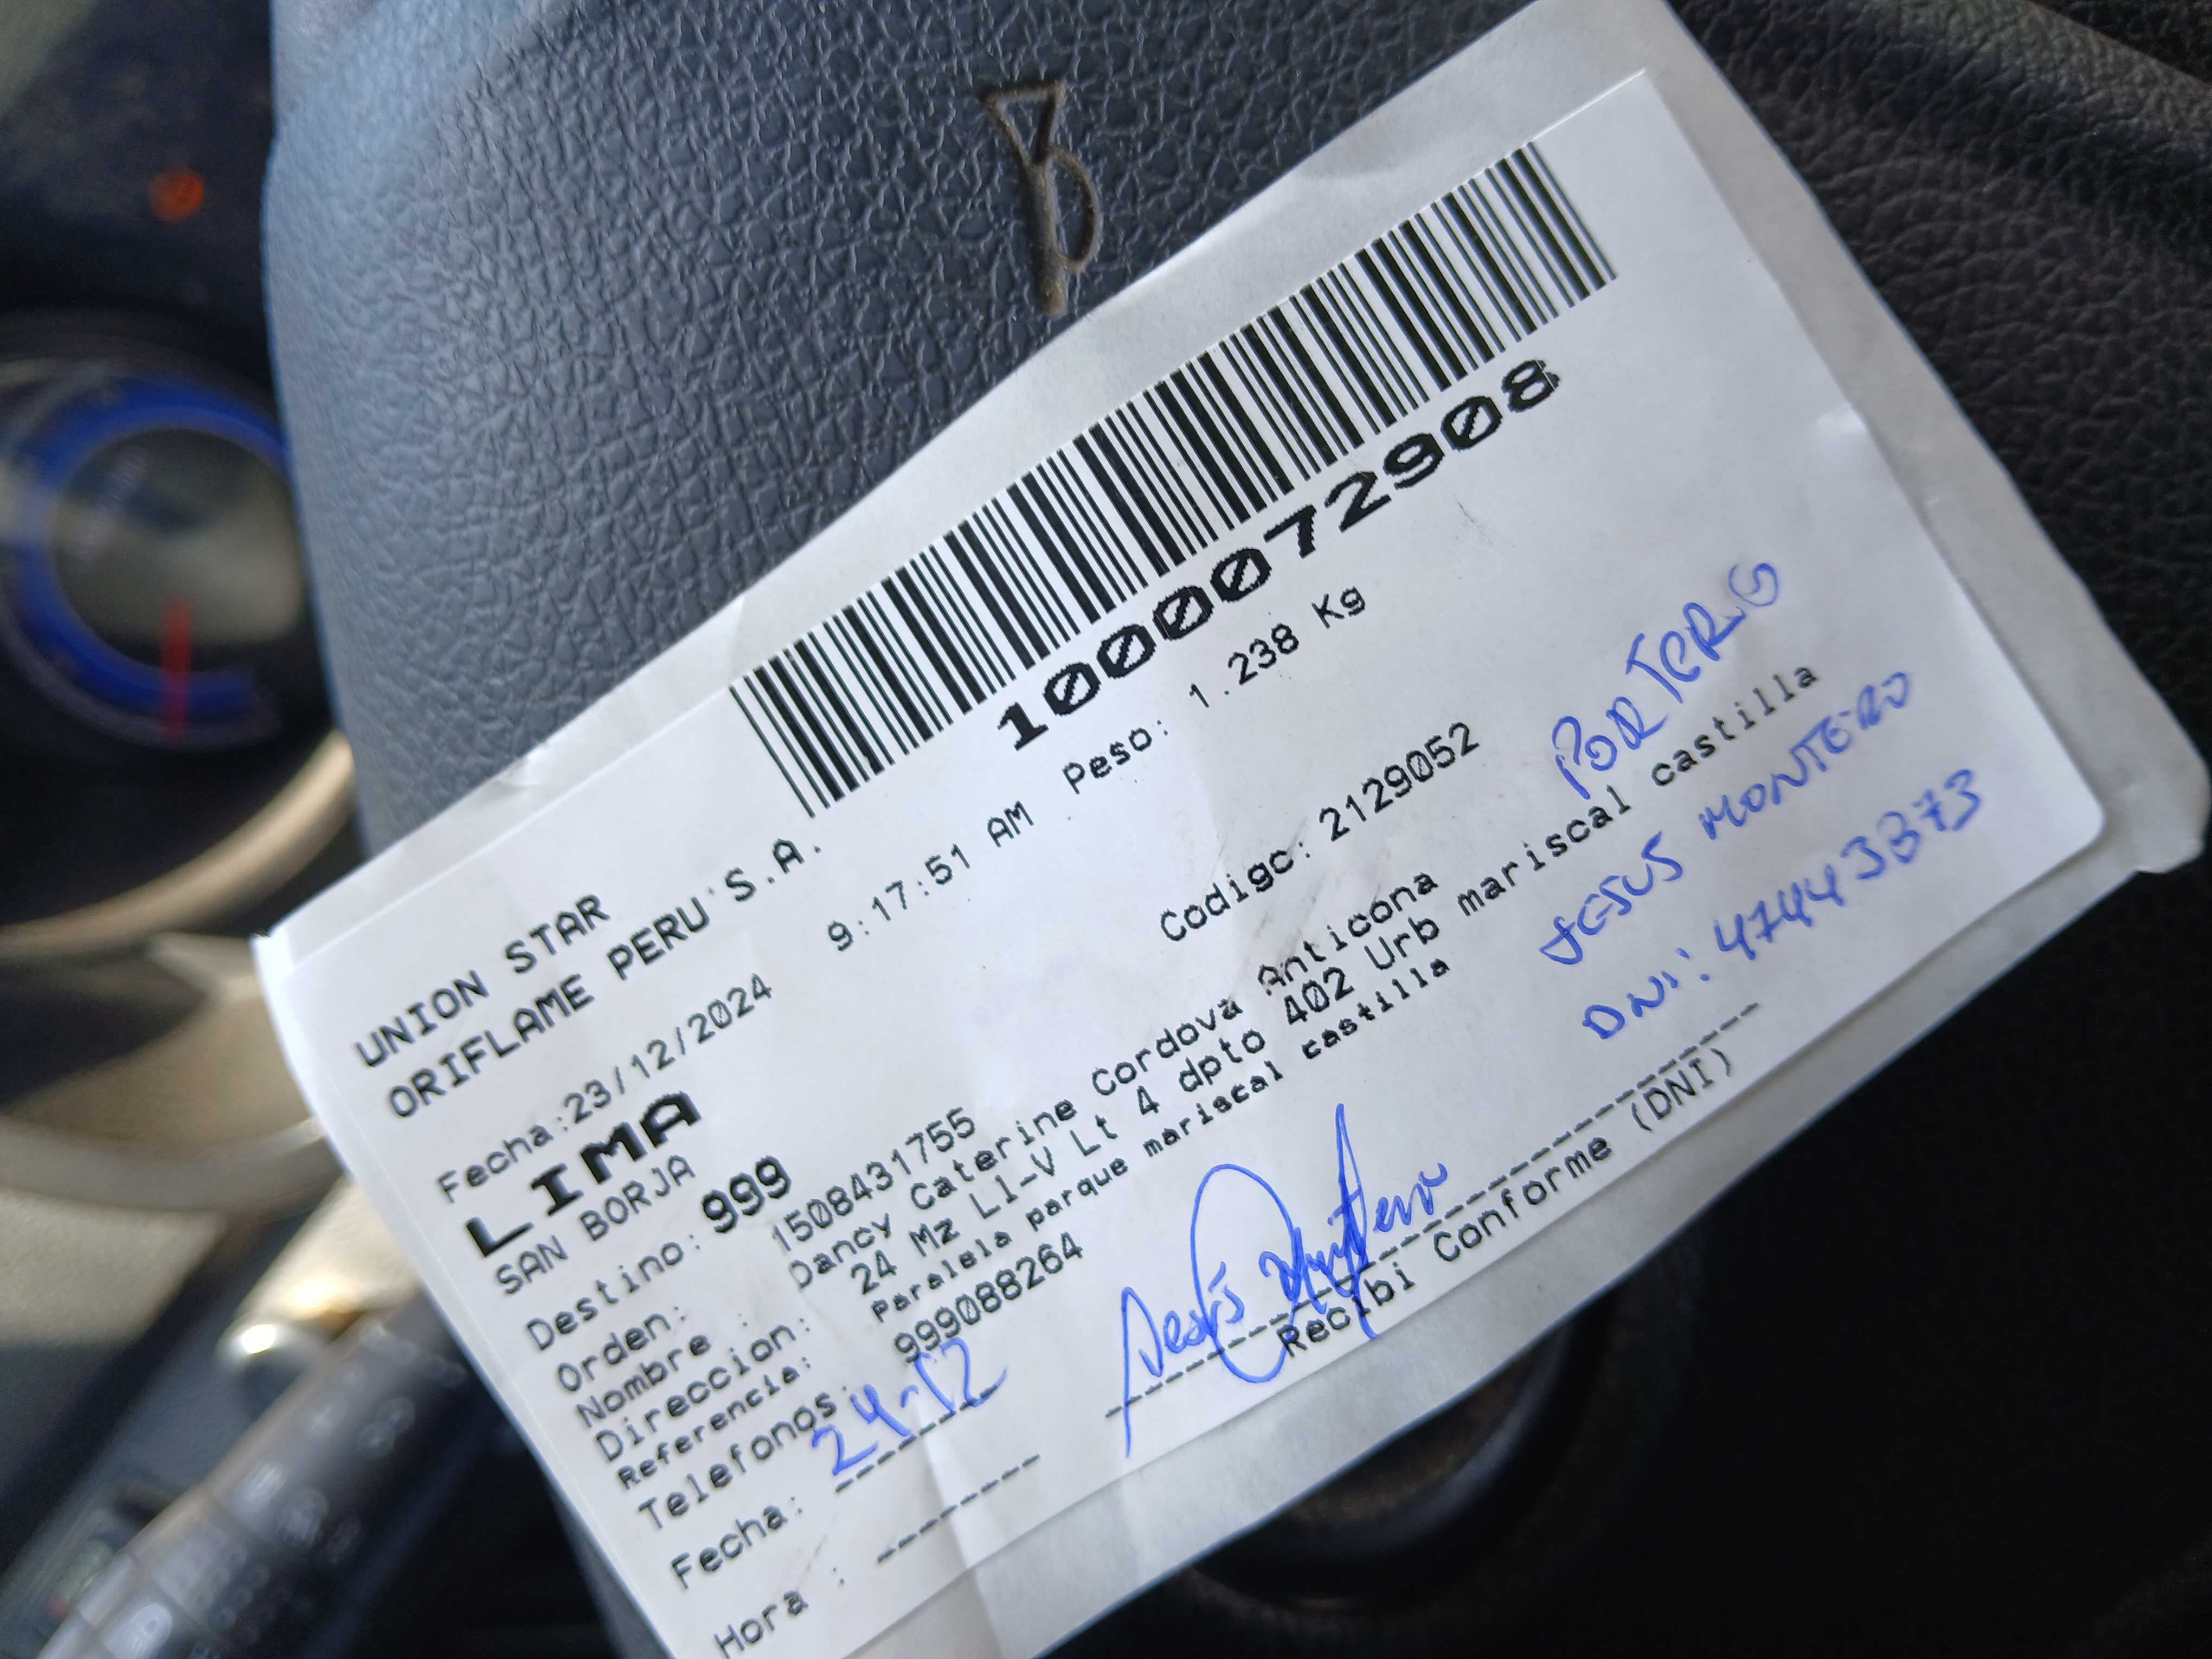 1000072908
UNION STAR
ORIFLAME PERU S.A.
Fecha:23/12/2024 9:17:51 AM Peso: 1.238 Kg
LIMA
SAN BORJA
Destino: 999 Codigo: 2129052
Orden: 1508431755
Nombre : Dancy Caterine Cordova Anticona
Direccion: 24 Mz L1-V Lt 4 dpto 402 Urb mariscal castilla
Referencia: Paralela parque mariscal castilla
Telefonos: 999088264
PORTERO
JESUS MONTERO
DNI: 47443873
Fecha: 24-12
Hora :
Jesús Montero
Recibi Conforme (DNI)